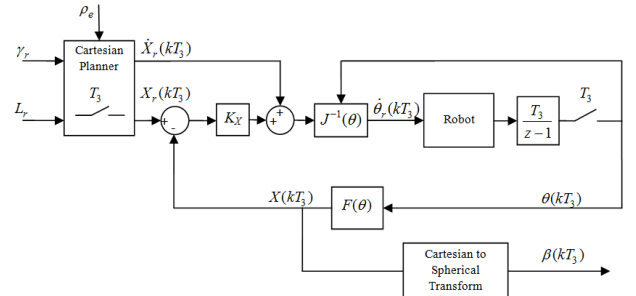 ρₑ
γᵣ
Cartesian
Planner
Ẋᵣ(kT₃)
Xᵣ(kT₃)
Lᵣ
T₃
+
-
K_X
+
+
J⁻¹(θ)
θ̇ᵣ(kT₃)
Robot
T₃
z − 1
T₃
X(kT₃)
F(θ)
θ(kT₃)
Cartesian to
Spherical
Transform
β(kT₃)